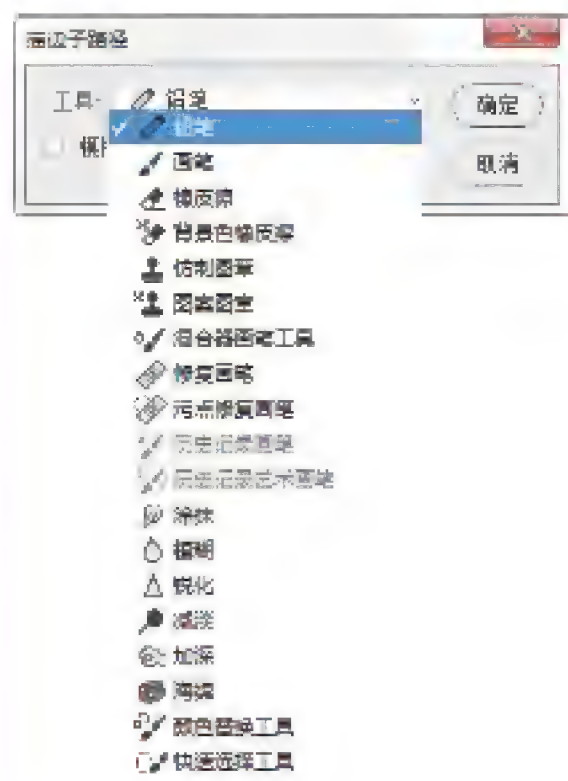 描边子路径
工具: 铅笔
确定
模拟
取消
铅笔
画笔
橡皮擦
背景色橡皮擦
仿制图章
图案图章
混合器画笔工具
修复画笔
污点修复画笔
历史记录画笔
历史记录艺术画笔
涂抹
模糊
锐化
减淡
加深
海绵
颜色替换工具
快速选择工具